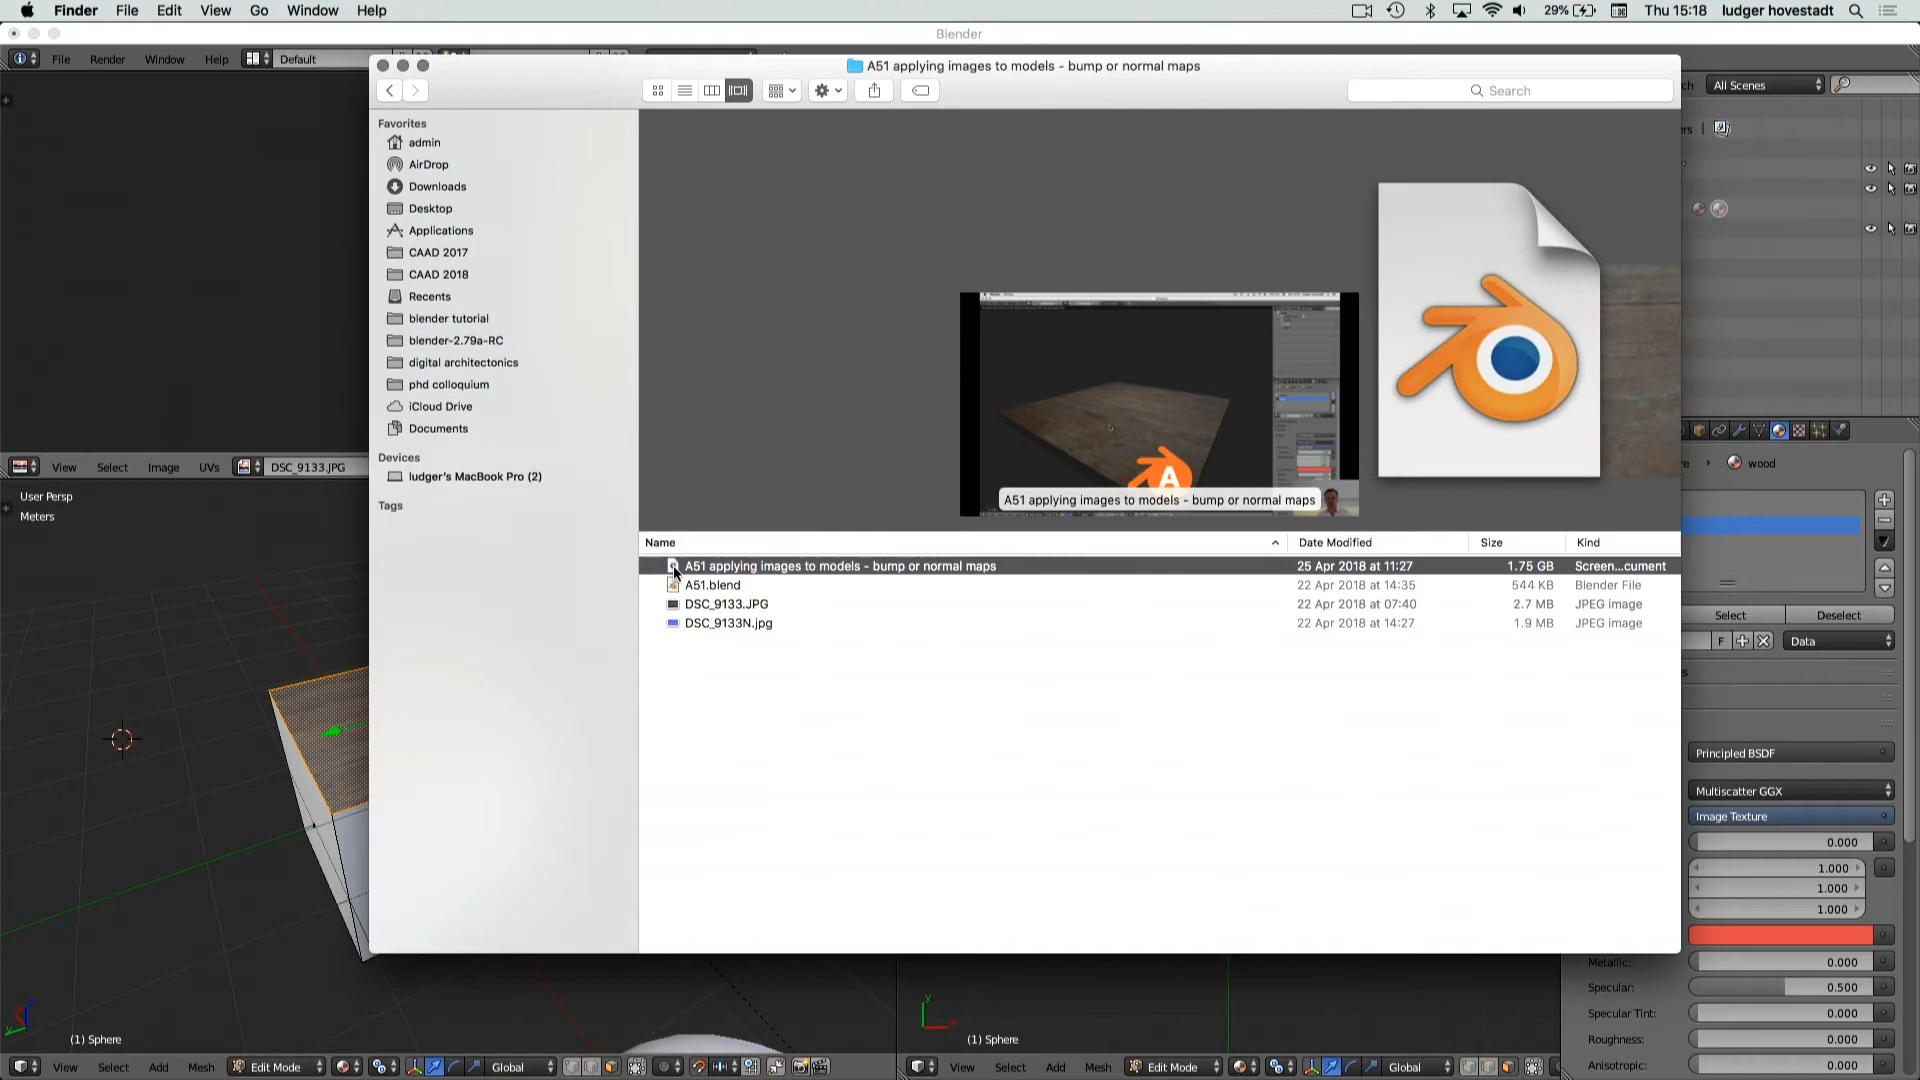 Finder File Edit View Go Window Help 29% Thu 15:18 ludger hovestadt
Blender
File Render Window Help Default
A51 applying images to models - bump or normal maps
All Scenes
Search
Favorites
admin
AirDrop
Downloads
Desktop
Applications
CAAD 2017
CAAD 2018
Recents
blender tutorial
blender-2.79a-RC
digital architectonics
phd colloquium
iCloud Drive
Documents
Devices
ludger's MacBook Pro (2)
Tags
A
A51 applying images to models - bump or normal maps
Name Date Modified Size Kind
A51 applying images to models - bump or normal maps 25 Apr 2018 at 11:27 1.75 GB Screen...cument
A51.blend 22 Apr 2018 at 14:35 544 KB Blender File
DSC_9133.JPG 22 Apr 2018 at 07:40 2.7 MB JPEG image
DSC_9133N.jpg 22 Apr 2018 at 14:27 1.9 MB JPEG image
View Select Image UVs DSC_9133.JPG
User Persp
Meters
wood
Select Deselect
F Data
Principled BSDF
Multiscatter GGX
Image Texture
0.000
1.000
1.000
1.000
Metallic: 0.000
Specular: 0.500
Specular Tint: 0.000
Roughness: 0.000
Anisotropic: 0.000
z
y
(1) Sphere
y
x
(1) Sphere
View Select Add Mesh Edit Mode Global
View Select Add Mesh Edit Mode Global